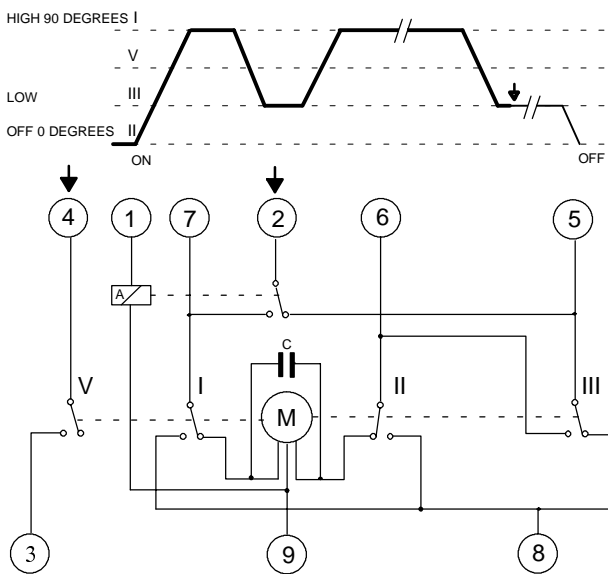 HIGH 90 DEGREES I
V
LOW III
OFF 0 DEGREES II
ON OFF
4 1 7 2 6 5
A
C
V I M II III
3 9 8